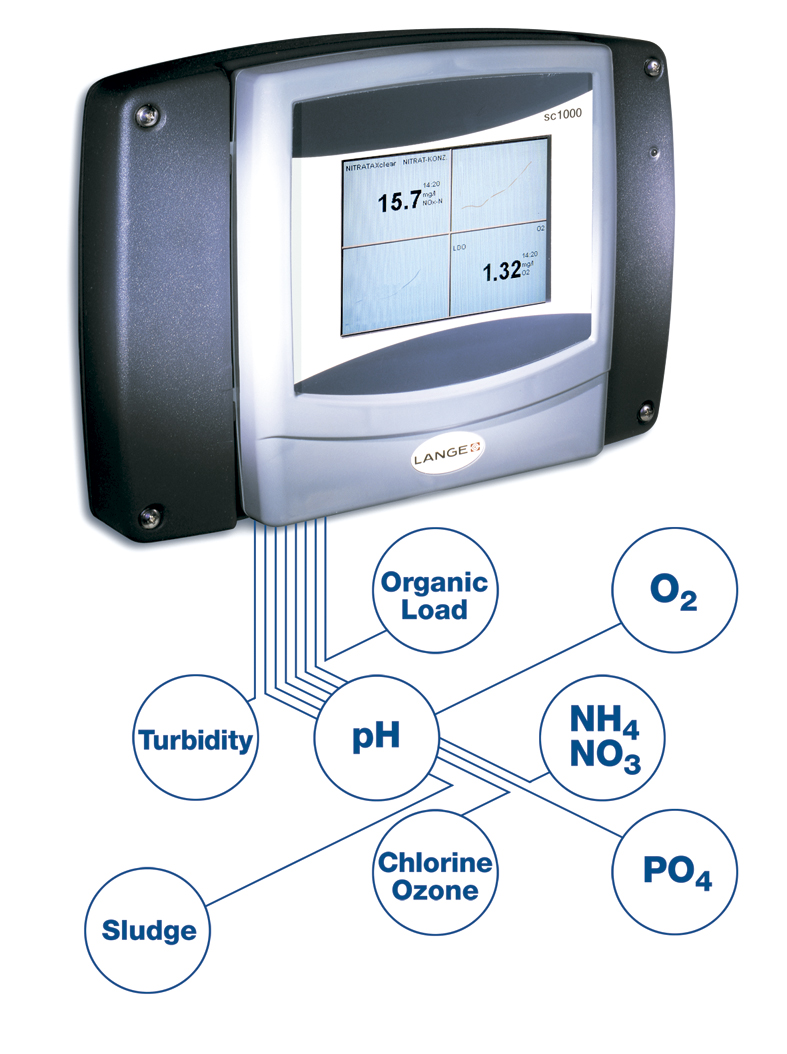 sc1000
NITRATAXclear NITRAT-KONZ.
14:20
15.7 mg/l
NOx-N
O2
LDO
14:20
1.32 mg/l
O2
LANGE
Organic
Load
O2
Turbidity
pH
NH4
NO3
Chlorine
Ozone
PO4
Sludge